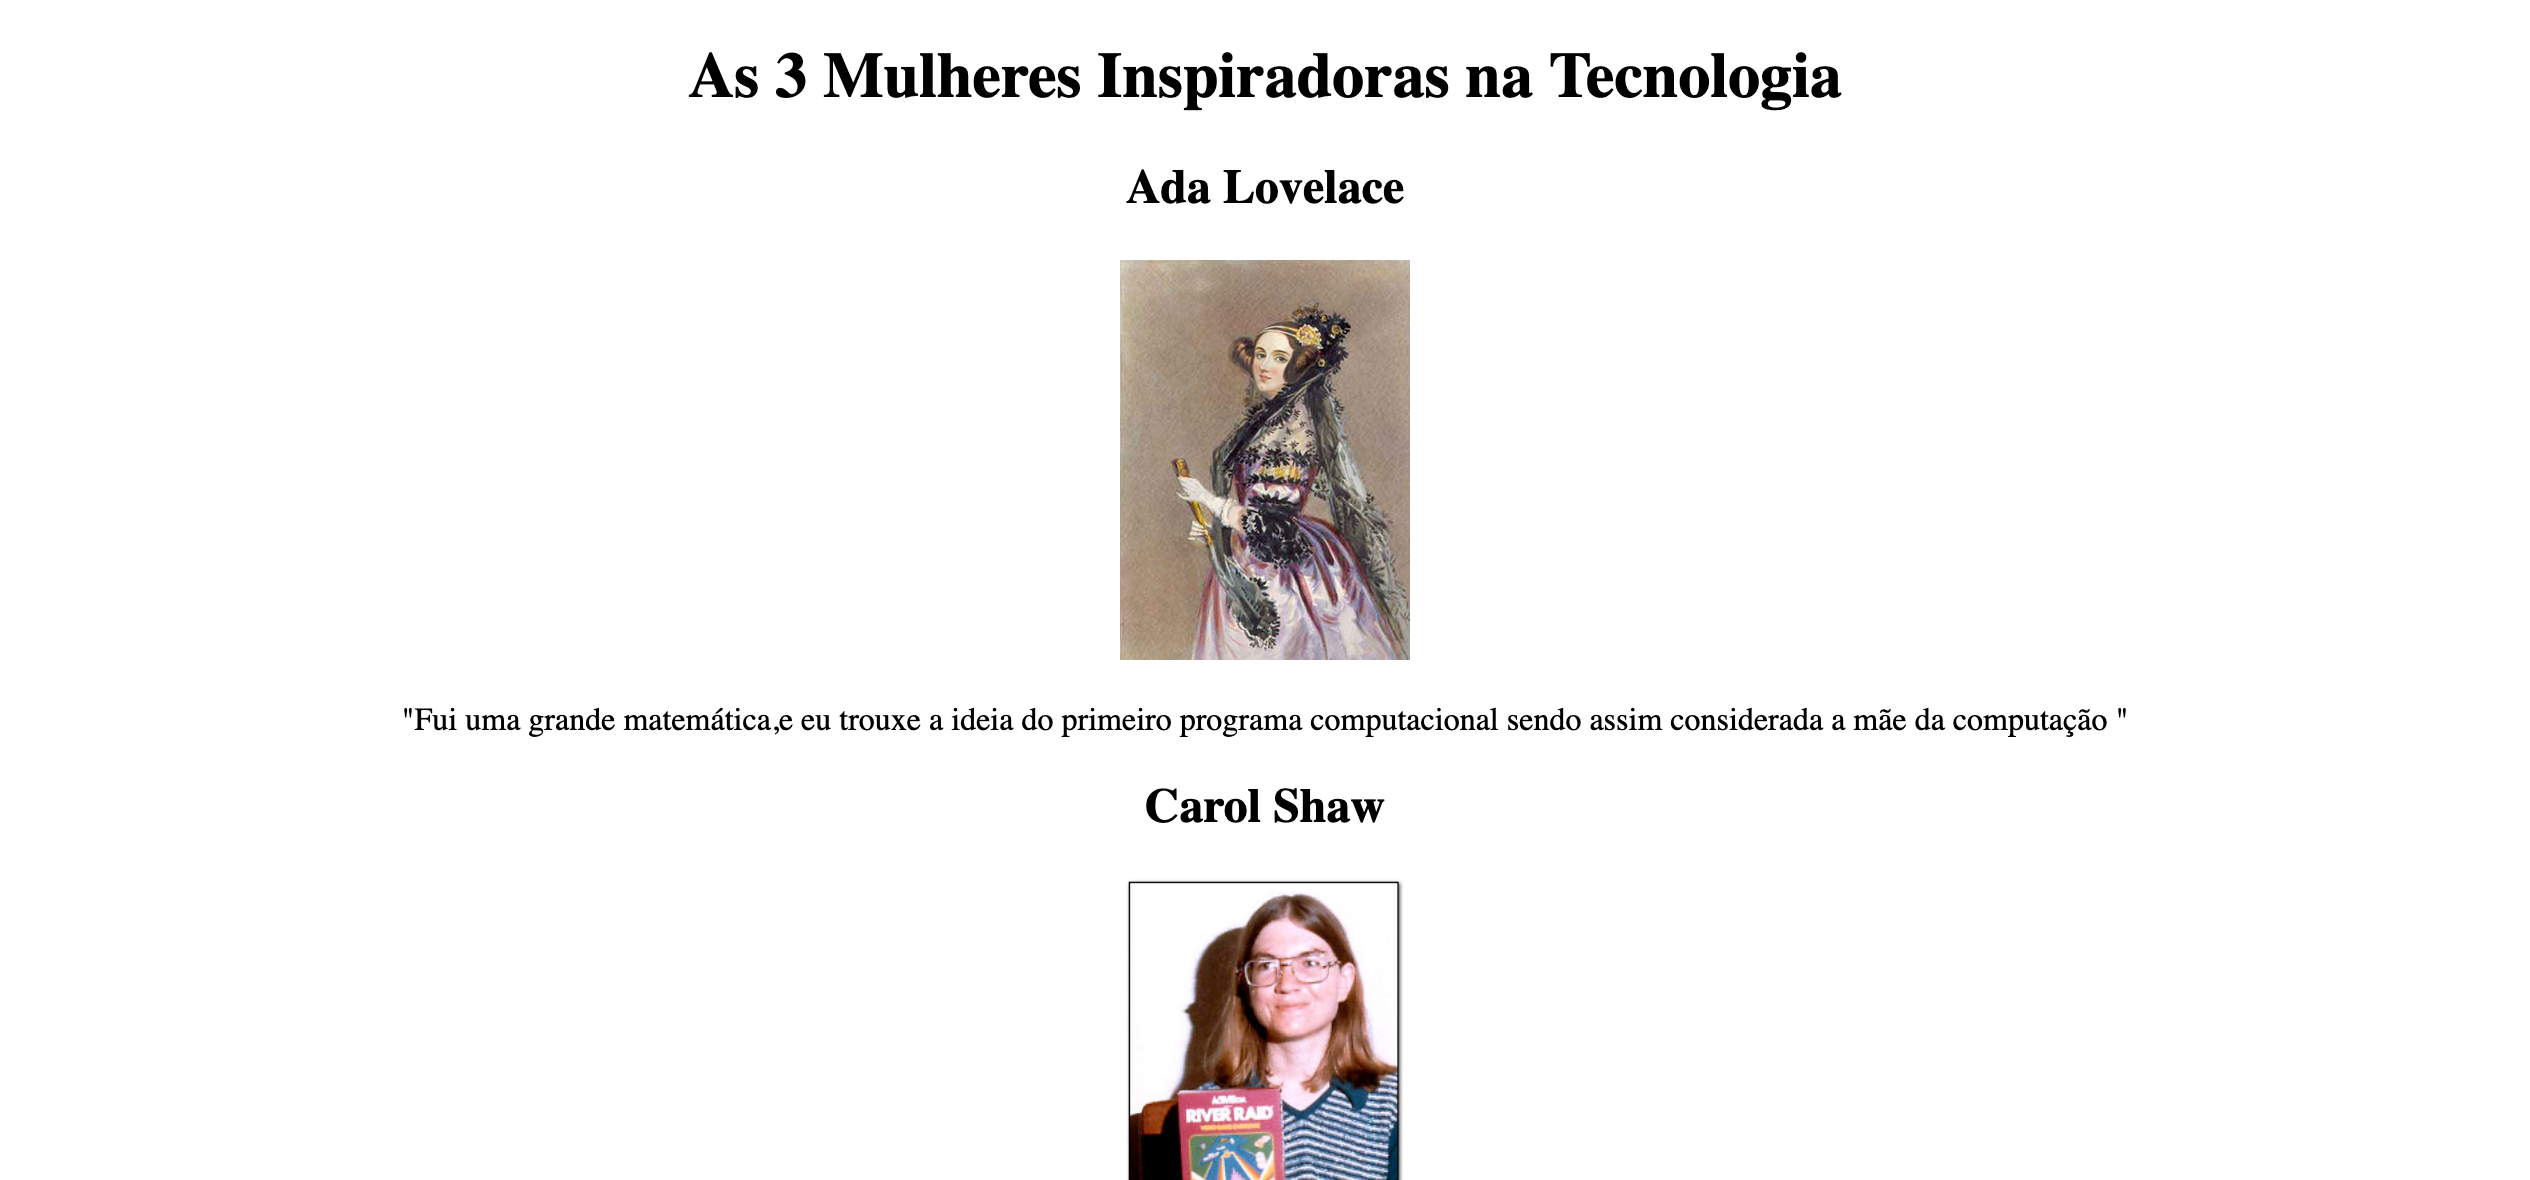 As 3 Mulheres Inspiradoras na Tecnologia
Ada Lovelace
"Fui uma grande matemática,e eu trouxe a ideia do primeiro programa computacional sendo assim considerada a mãe da computação "
Carol Shaw
ACTIVISION
RIVER RAID